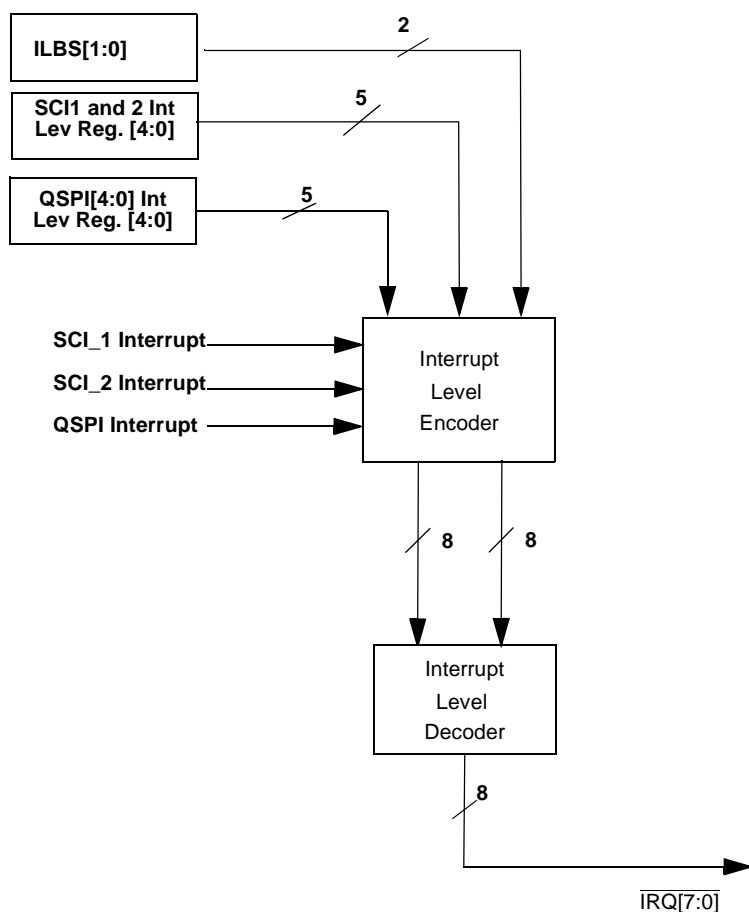 2
ILBS[1:0]
5
SCI1 and 2 Int
Lev Reg. [4:0]
5
QSPI[4:0] Int
Lev Reg. [4:0]
SCI_1 Interrupt
SCI_2 Interrupt
QSPI Interrupt
Interrupt
Level
Encoder
8
8
Interrupt
Level
Decoder
8
IRQ[7:0]